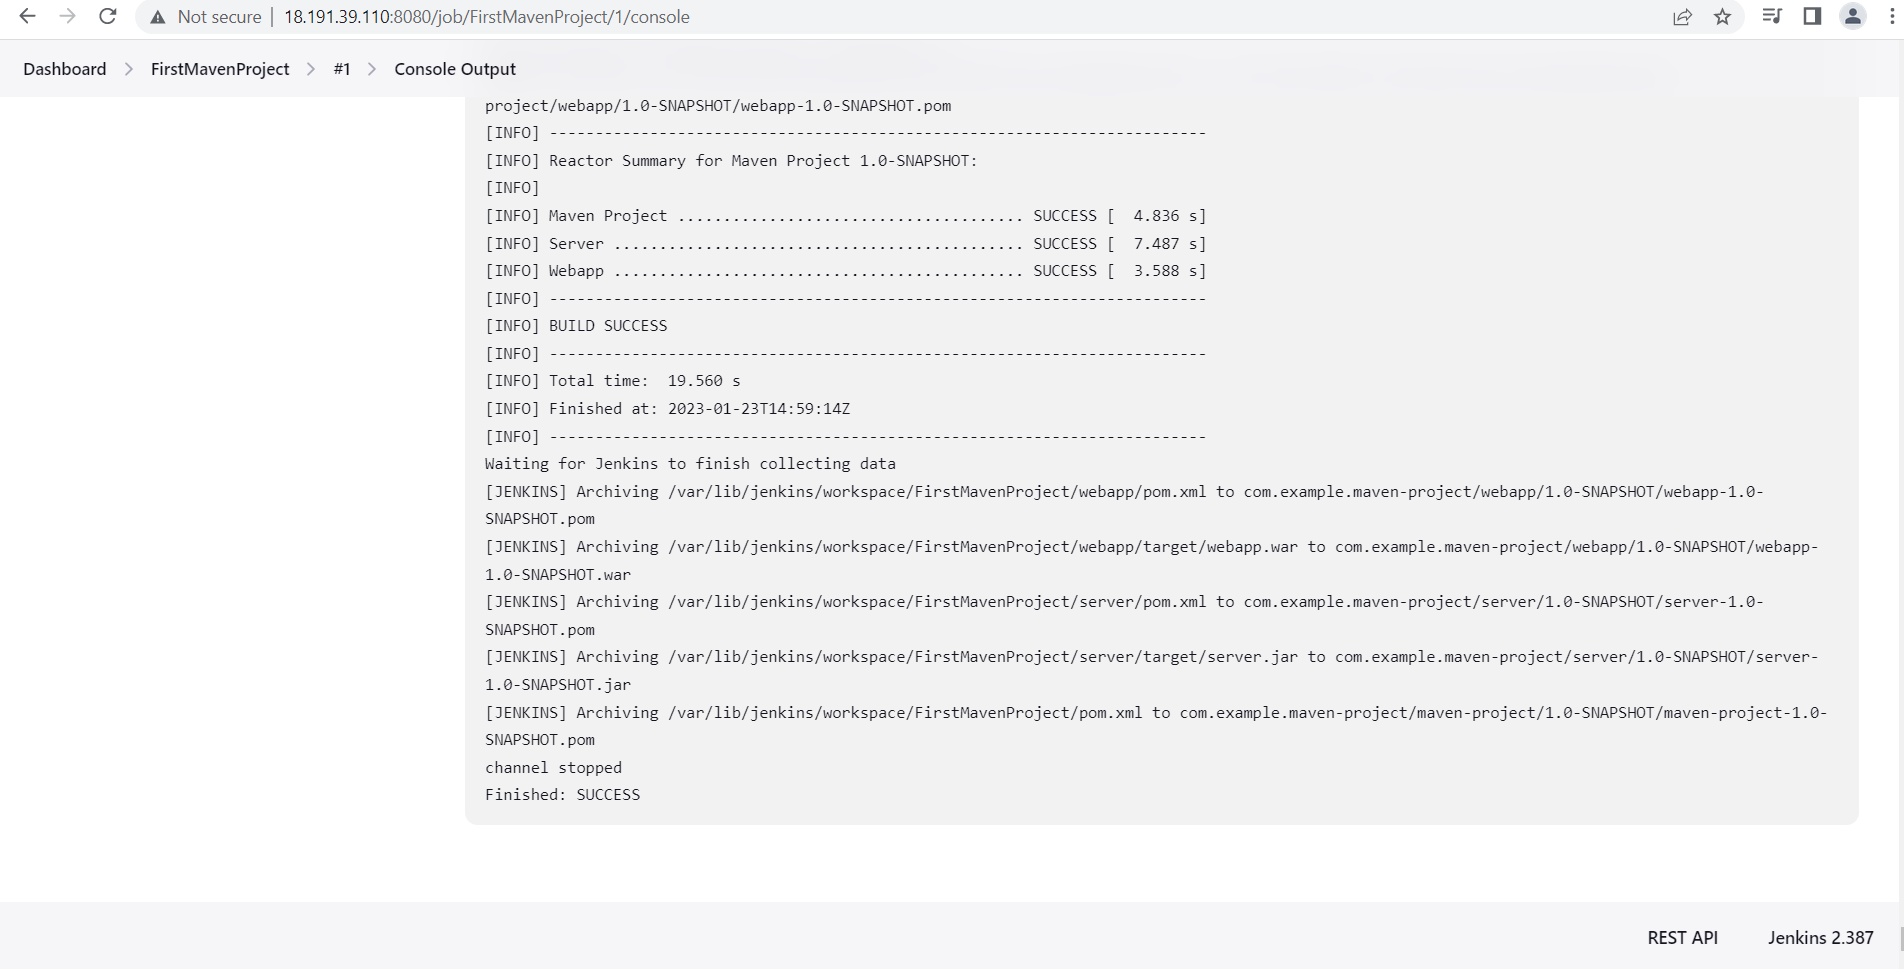 Not secure | 18.191.39.110:8080/job/FirstMavenProject/1/console
Dashboard > FirstMavenProject > #1 > Console Output
project/webapp/1.0-SNAPSHOT/webapp-1.0-SNAPSHOT.pom
[INFO] ------------------------------------------------------------------------
[INFO] Reactor Summary for Maven Project 1.0-SNAPSHOT:
[INFO]
[INFO] Maven Project ...................................... SUCCESS [  4.836 s]
[INFO] Server ............................................. SUCCESS [  7.487 s]
[INFO] Webapp ............................................. SUCCESS [  3.588 s]
[INFO] ------------------------------------------------------------------------
[INFO] BUILD SUCCESS
[INFO] ------------------------------------------------------------------------
[INFO] Total time:  19.560 s
[INFO] Finished at: 2023-01-23T14:59:14Z
[INFO] ------------------------------------------------------------------------
Waiting for Jenkins to finish collecting data
[JENKINS] Archiving /var/lib/jenkins/workspace/FirstMavenProject/webapp/pom.xml to com.example.maven-project/webapp/1.0-SNAPSHOT/webapp-1.0-
SNAPSHOT.pom
[JENKINS] Archiving /var/lib/jenkins/workspace/FirstMavenProject/webapp/target/webapp.war to com.example.maven-project/webapp/1.0-SNAPSHOT/webapp-
1.0-SNAPSHOT.war
[JENKINS] Archiving /var/lib/jenkins/workspace/FirstMavenProject/server/pom.xml to com.example.maven-project/server/1.0-SNAPSHOT/server-1.0-
SNAPSHOT.pom
[JENKINS] Archiving /var/lib/jenkins/workspace/FirstMavenProject/server/target/server.jar to com.example.maven-project/server/1.0-SNAPSHOT/server-
1.0-SNAPSHOT.jar
[JENKINS] Archiving /var/lib/jenkins/workspace/FirstMavenProject/pom.xml to com.example.maven-project/maven-project/1.0-SNAPSHOT/maven-project-1.0-
SNAPSHOT.pom
channel stopped
Finished: SUCCESS
REST API Jenkins 2.387